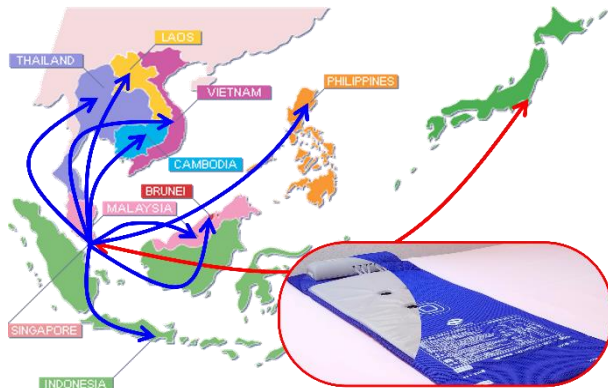 LAOS
THAILAND
VIETNAM
PHILIPPINES
CAMBODIA
BRUNEI
MALAYSIA
SINGAPORE
INDONESIA